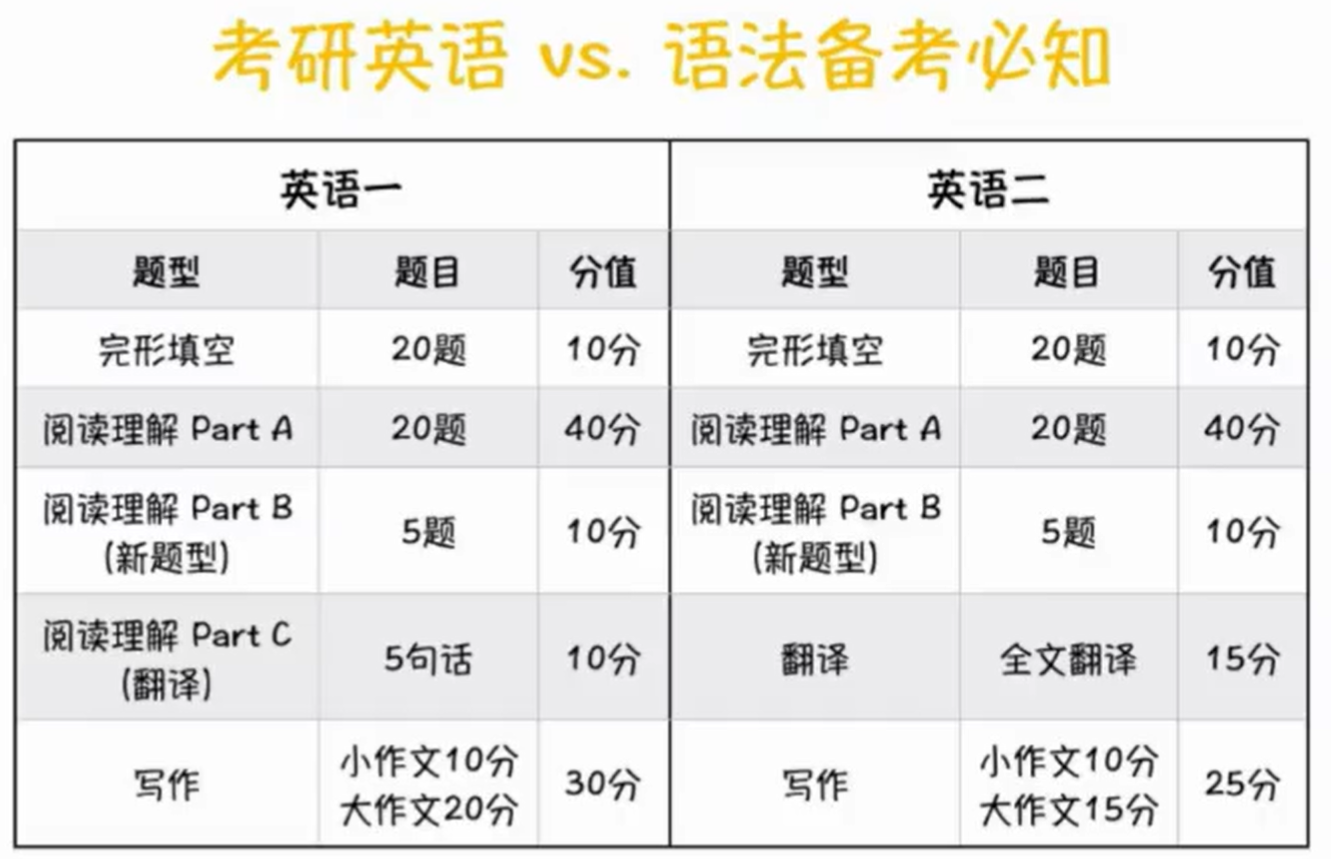 考研英语 vs. 语法备考必知
英语一 英语二
题型 题目 分值 题型 题目 分值
完形填空 20题 10分 完形填空 20题 10分
阅读理解 Part A 20题 40分 阅读理解 Part A 20题 40分
阅读理解 Part B
(新题型) 5题 10分 阅读理解 Part B
(新题型) 5题 10分
阅读理解 Part C
(翻译) 5句话 10分 翻译 全文翻译 15分
写作 小作文10分
大作文20分 30分 写作 小作文10分
大作文15分 25分